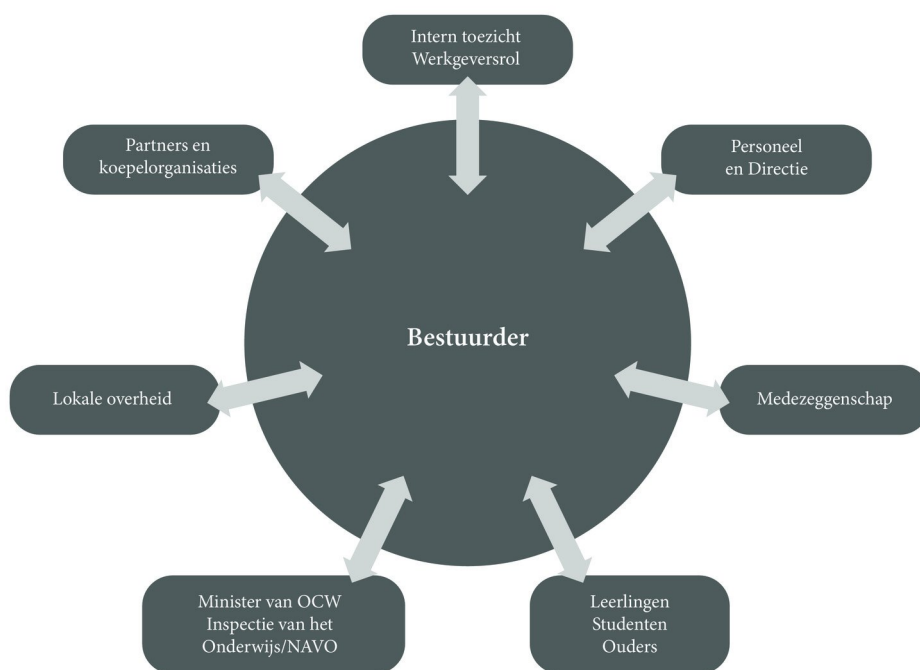 Intern toezicht
Werkgeversrol
Partners en
koepelorganisaties
Personeel
en Directie
Bestuurder
Lokale overheid
Medezeggenschap
Minister van OCW
Inspectie van het
Onderwijs/NAVO
Leerlingen
Studenten
Ouders